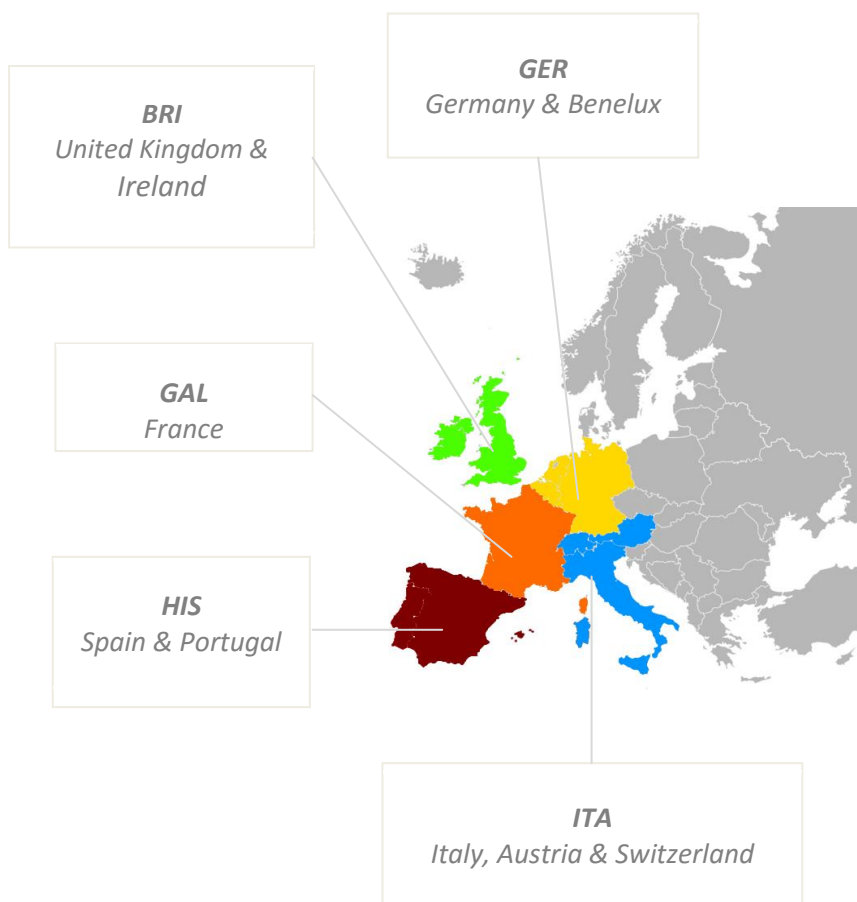 GER
Germany & Benelux
BRI
United Kingdom &
Ireland
GAL
France
HIS
Spain & Portugal
ITA
Italy, Austria & Switzerland